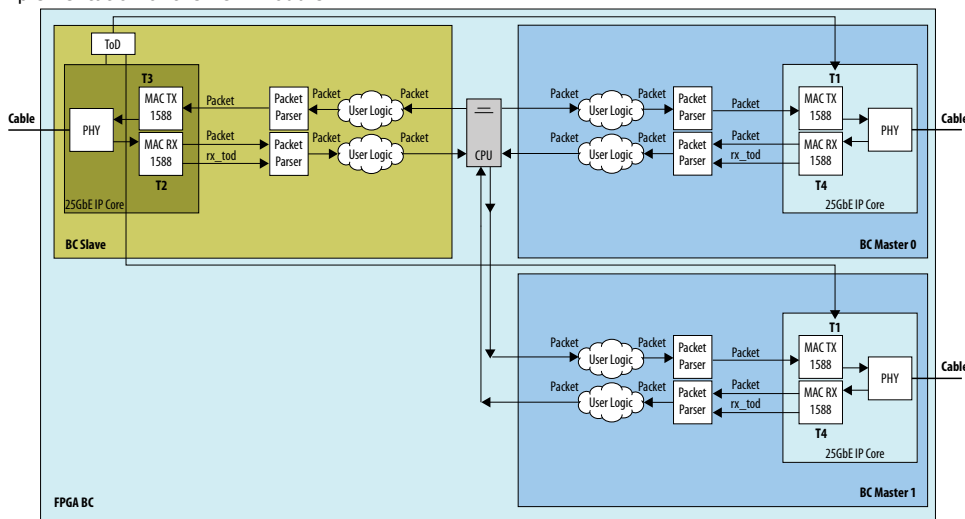 ToD
T3
MAC TX
1588
MAC RX
1588
T2
PHY
Cable
25GbE IP Core
Packet
Packet
rx_tod
Packet
Parser
Packet
Parser
Packet
User Logic
Packet
Packet
User Logic
Packet
BC Slave
CPU
Packet
User Logic
Packet
Packet
Parser
Packet
Packet
User Logic
Packet
Packet
Parser
Packet
rx_tod
T1
MAC TX
1588
MAC RX
1588
T4
PHY
Cable
25GbE IP Core
BC Master 0
Packet
User Logic
Packet
Packet
Parser
Packet
Packet
User Logic
Packet
Packet
Parser
Packet
rx_tod
T1
MAC TX
1588
MAC RX
1588
T4
PHY
Cable
25GbE IP Core
BC Master 1
FPGA BC